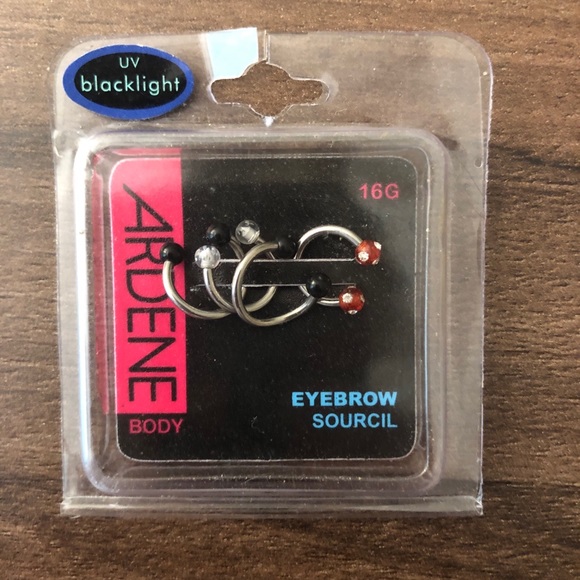 UV
blacklight
16G
ARDENE
BODY
EYEBROW
SOURCIL